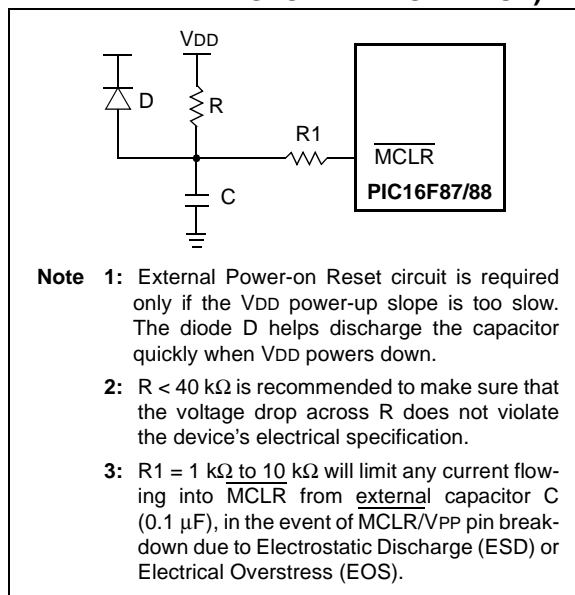 VDD
D
R
R1
MCLR
PIC16F87/88
C
Note 1: External Power-on Reset circuit is required
only if the VDD power-up slope is too slow.
The diode D helps discharge the capacitor
quickly when VDD powers down.
2: R < 40 kΩ is recommended to make sure that
the voltage drop across R does not violate
the device's electrical specification.
3: R1 = 1 kΩ to 10 kΩ will limit any current flow-
ing into MCLR from external capacitor C
(0.1 μF), in the event of MCLR/VPP pin break-
down due to Electrostatic Discharge (ESD) or
Electrical Overstress (EOS).